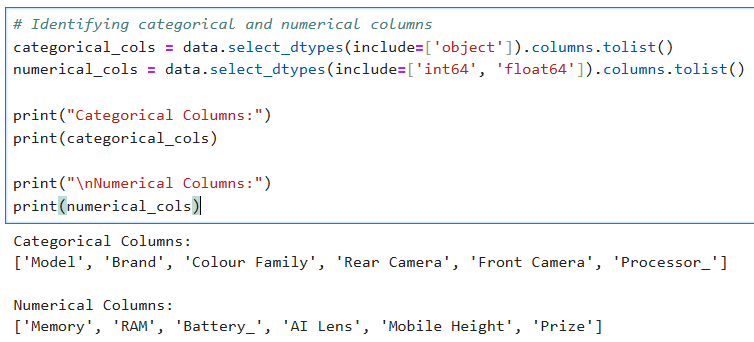 # Identifying categorical and numerical columns
categorical_cols = data.select_dtypes(include=['object']).columns.tolist()
numerical_cols = data.select_dtypes(include=['int64', 'float64']).columns.tolist()
print("Categorical Columns:")
print(categorical_cols)
print("\nNumerical Columns:")
print(numerical_cols)
Categorical Columns:
['Model', 'Brand', 'Colour Family', 'Rear Camera', 'Front Camera', 'Processor_']
Numerical Columns:
['Memory', 'RAM', 'Battery_', 'AI Lens', 'Mobile Height', 'Prize']